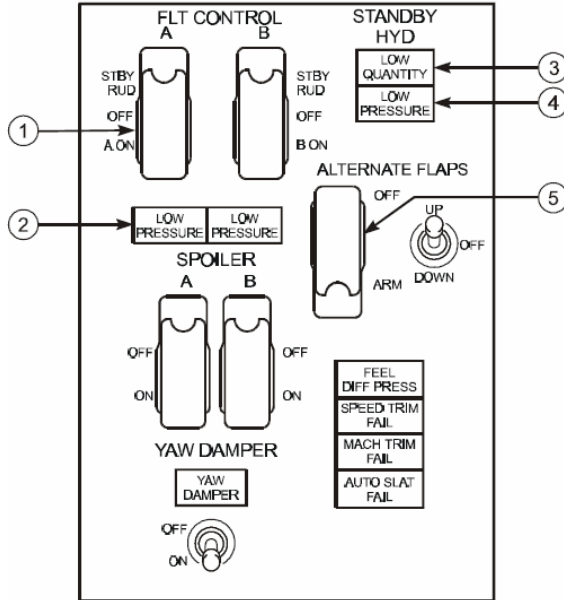 FLT CONTROL
A
B
STBY
RUD
OFF
A ON
STBY
RUD
OFF
B ON
STANDBY
HYD
LOW
QUANTITY
LOW
PRESSURE
3
4
1
2
LOW
PRESSURE
LOW
PRESSURE
ALTERNATE FLAPS
OFF
ARM
UP
OFF
DOWN
5
SPOILER
A
B
OFF
ON
OFF
ON
FEEL
DIFF PRESS
SPEED TRIM
FAIL
MACH TRIM
FAIL
AUTO SLAT
FAIL
YAW DAMPER
YAW
DAMPER
OFF
ON